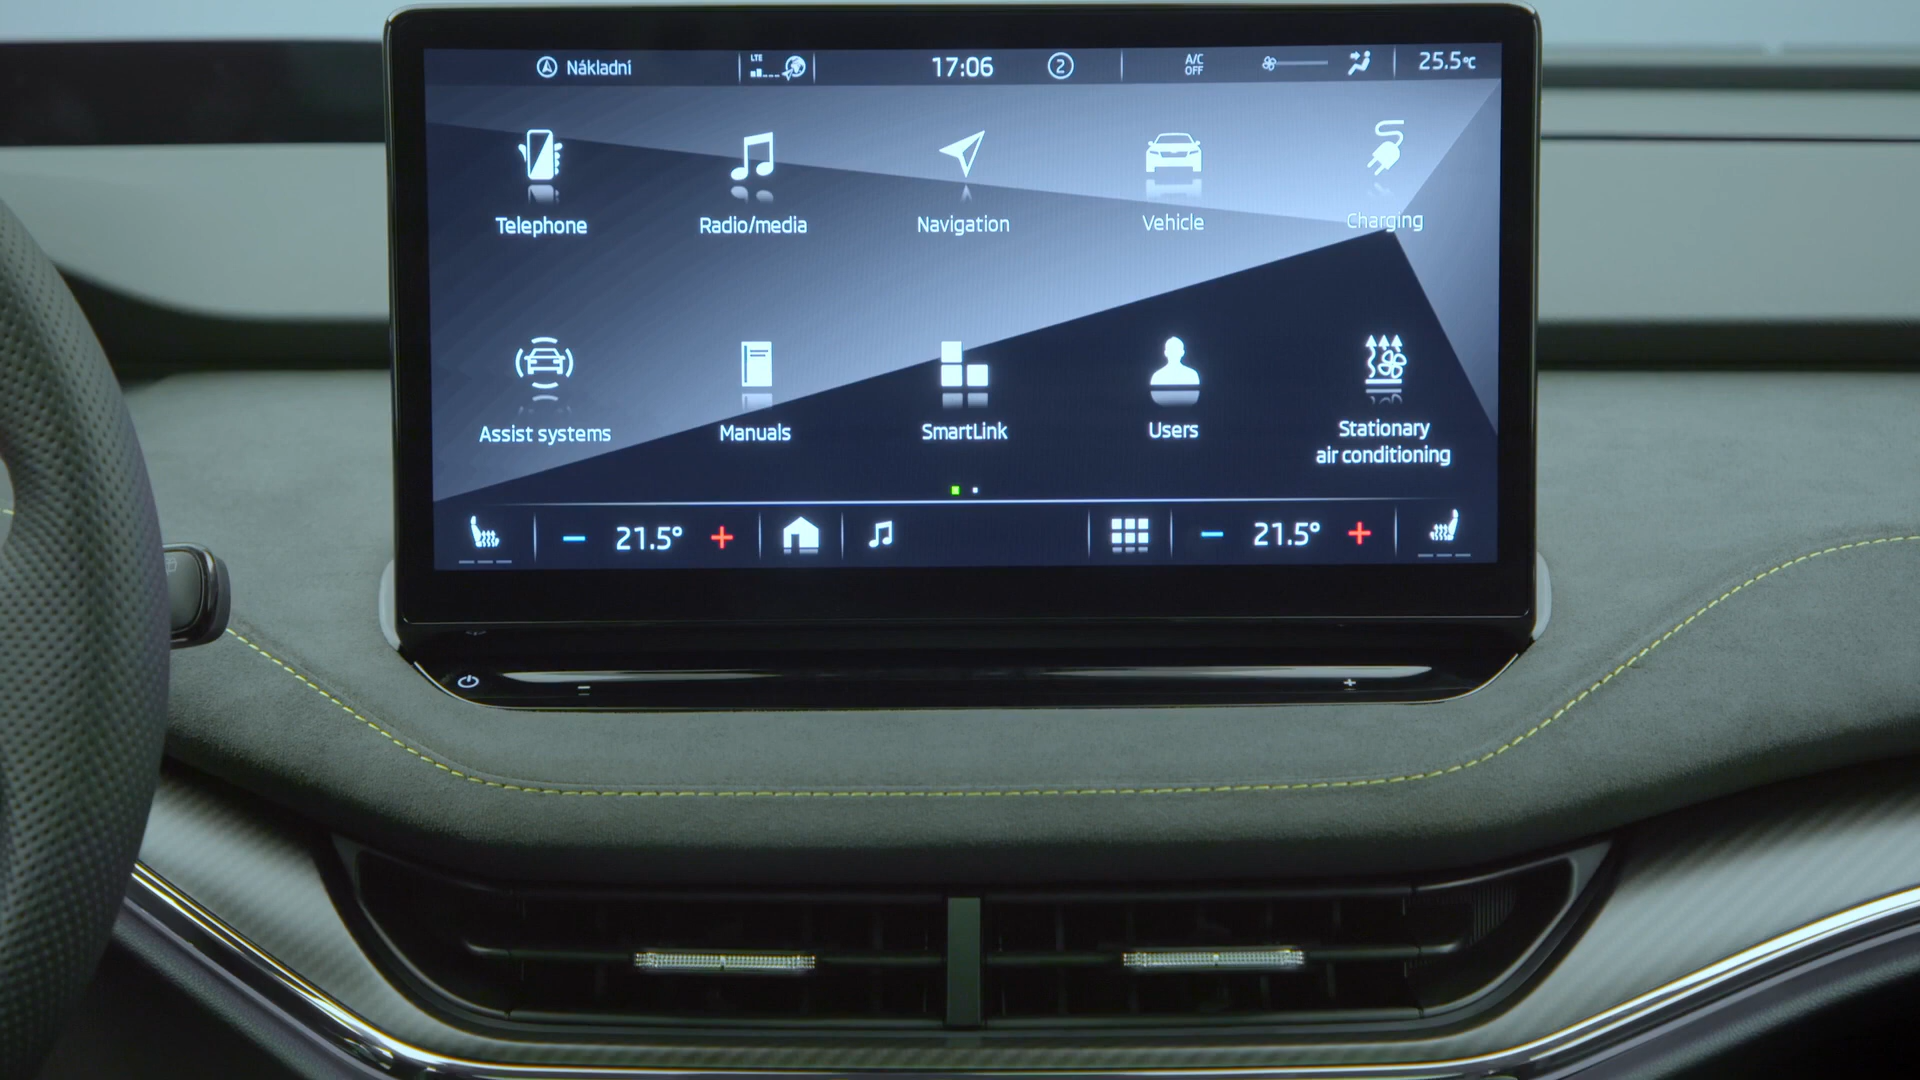 Nákladní
LTE
17:06
2
A/C
OFF
25.5°C
Telephone
Radio/media
Navigation
Vehicle
Charging
Assist systems
Manuals
SmartLink
Users
Stationary
air conditioning
21.5°
21.5°